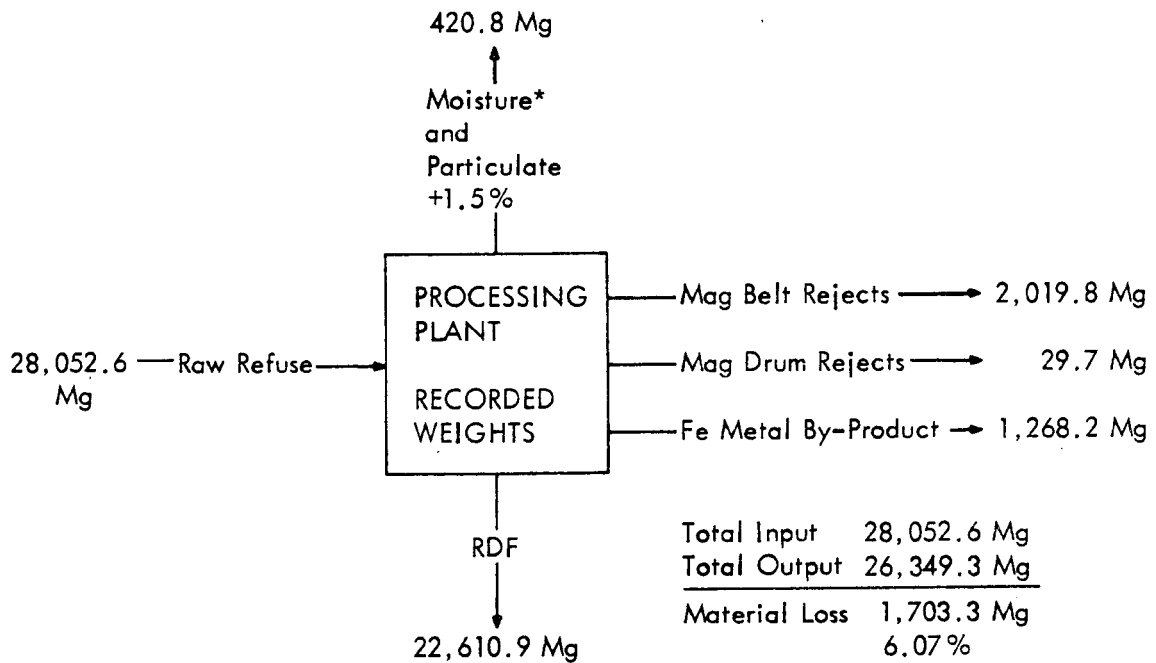 420.8 Mg
Moisture*
and
Particulate
+1.5%
PROCESSING
PLANT
RECORDED
WEIGHTS
28,052.6
Mg
Raw Refuse
Mag Belt Rejects
2,019.8 Mg
Mag Drum Rejects
29.7 Mg
Fe Metal By-Product
1,268.2 Mg
RDF
22,610.9 Mg
Total Input 28,052.6 Mg
Total Output 26,349.3 Mg
Material Loss 1,703.3 Mg
6.07%